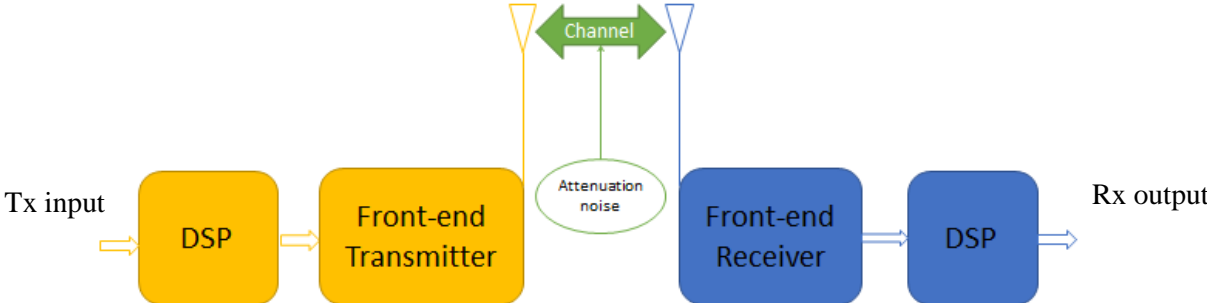 Channel
Attenuation
noise
Tx input
DSP
Front-end
Transmitter
Front-end
Receiver
DSP
Rx output